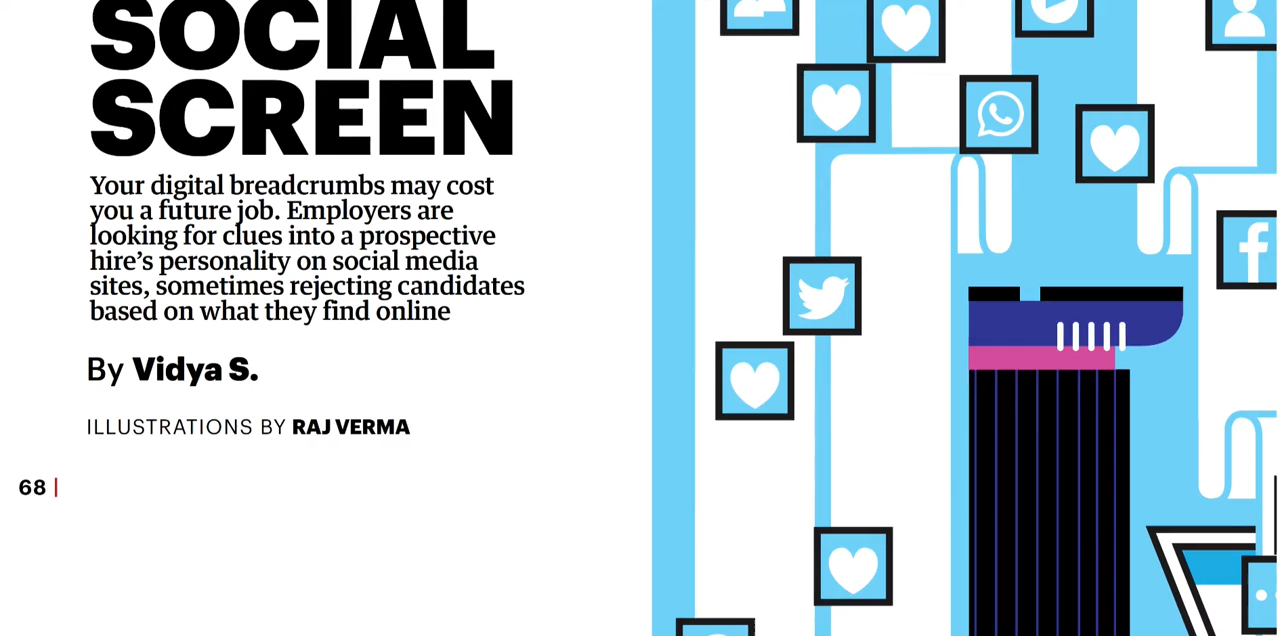 SOCIAL
SCREEN
Your digital breadcrumbs may cost
you a future job. Employers are
looking for clues into a prospective
hire’s personality on social media
sites, sometimes rejecting candidates
based on what they find online
By Vidya S.
ILLUSTRATIONS BY RAJ VERMA
68 |